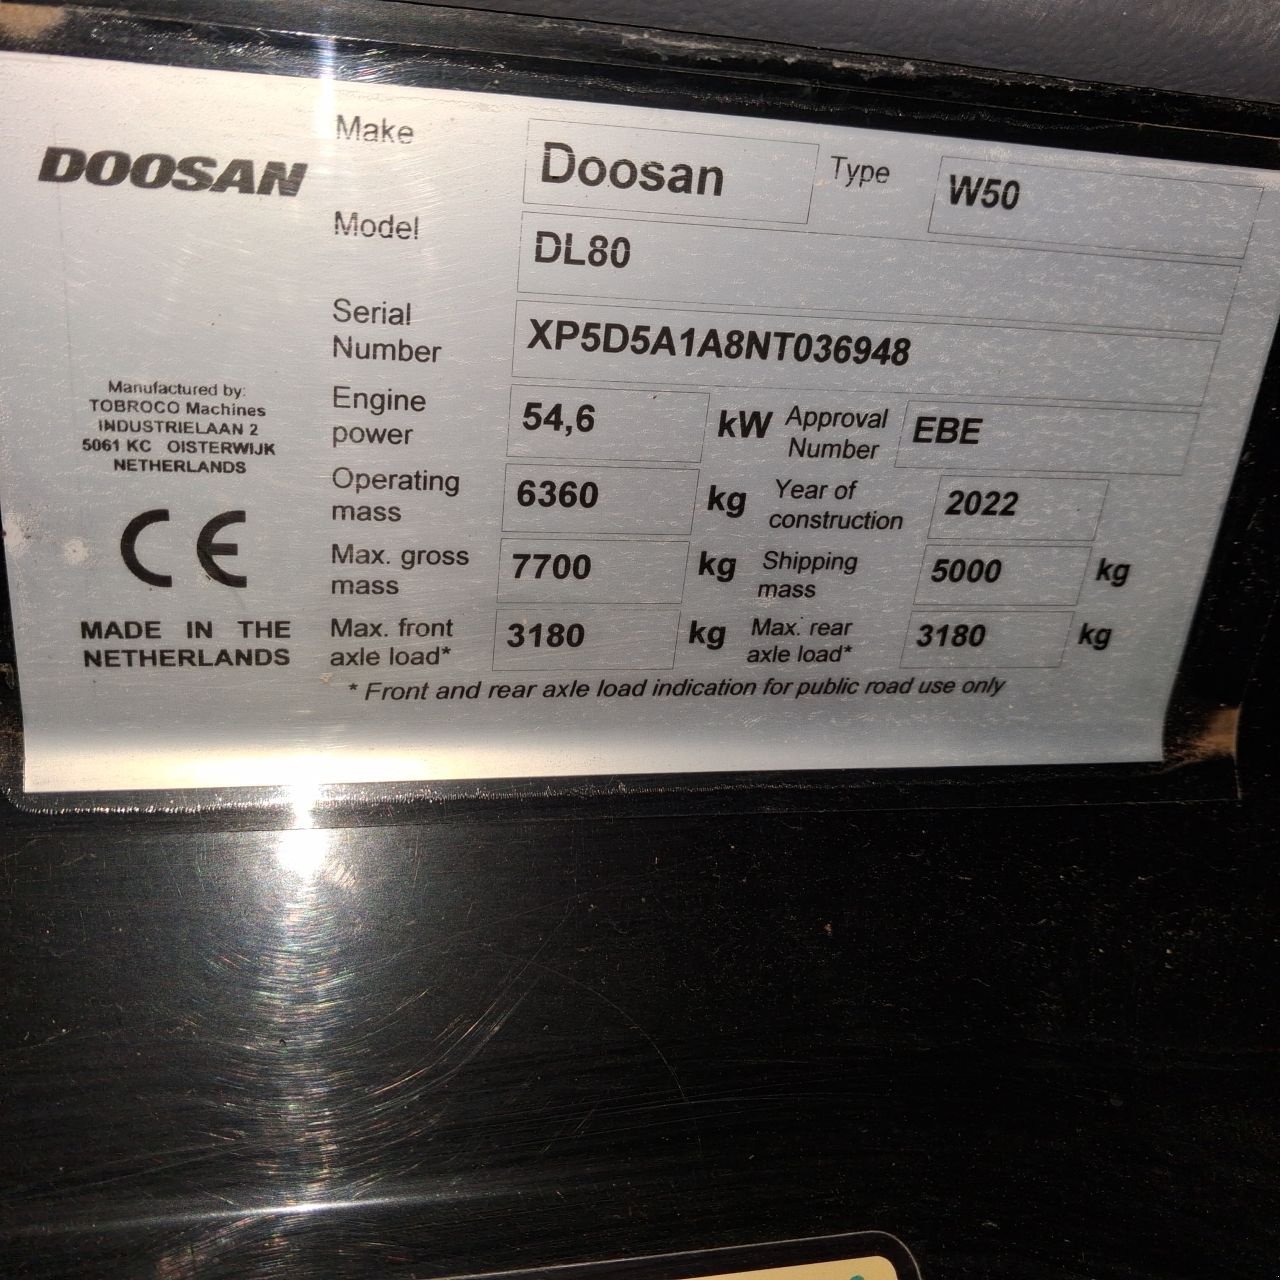 DOOSAN
Make Doosan Type W50
Model DL80
Serial Number XP5D5A1A8NT036948
Engine power 54,6 kW Approval Number EBE
Operating mass 6360 kg Year of construction 2022
Max. gross mass 7700 kg Shipping mass 5000 kg
Max. front axle load* 3180 kg Max. rear axle load* 3180 kg
* Front and rear axle load indication for public road use only
Manufactured by:
TOBROCO Machines
INDUSTRIELAAN 2
5061 KC OISTERWIJK
NETHERLANDS
CE
MADE IN THE
NETHERLANDS